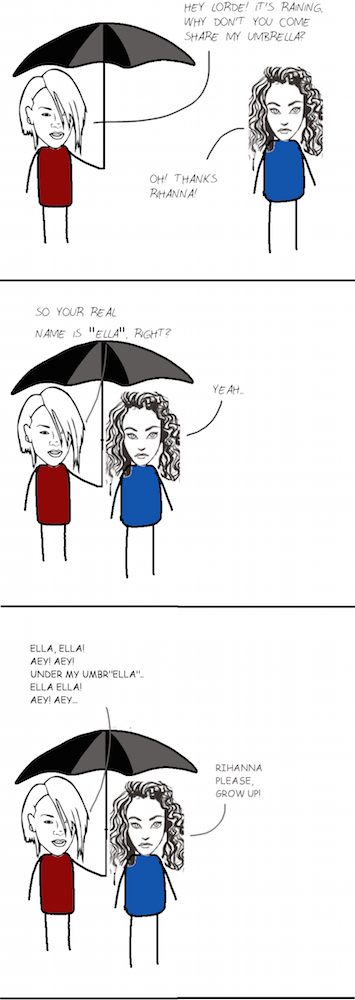 HEY LORDE! IT'S RAINING,
WHY DON'T YOU COME
SHARE MY UMBRELLA?
OH! THANKS
RIHANNA!
SO YOUR REAL
NAME IS "ELLA", RIGHT?
YEAH..
ELLA, ELLA!
AEY! AEY!
UNDER MY UMBR"ELLA"..
ELLA ELLA!
AEY! AEY...
RIHANNA
PLEASE,
GROW UP!